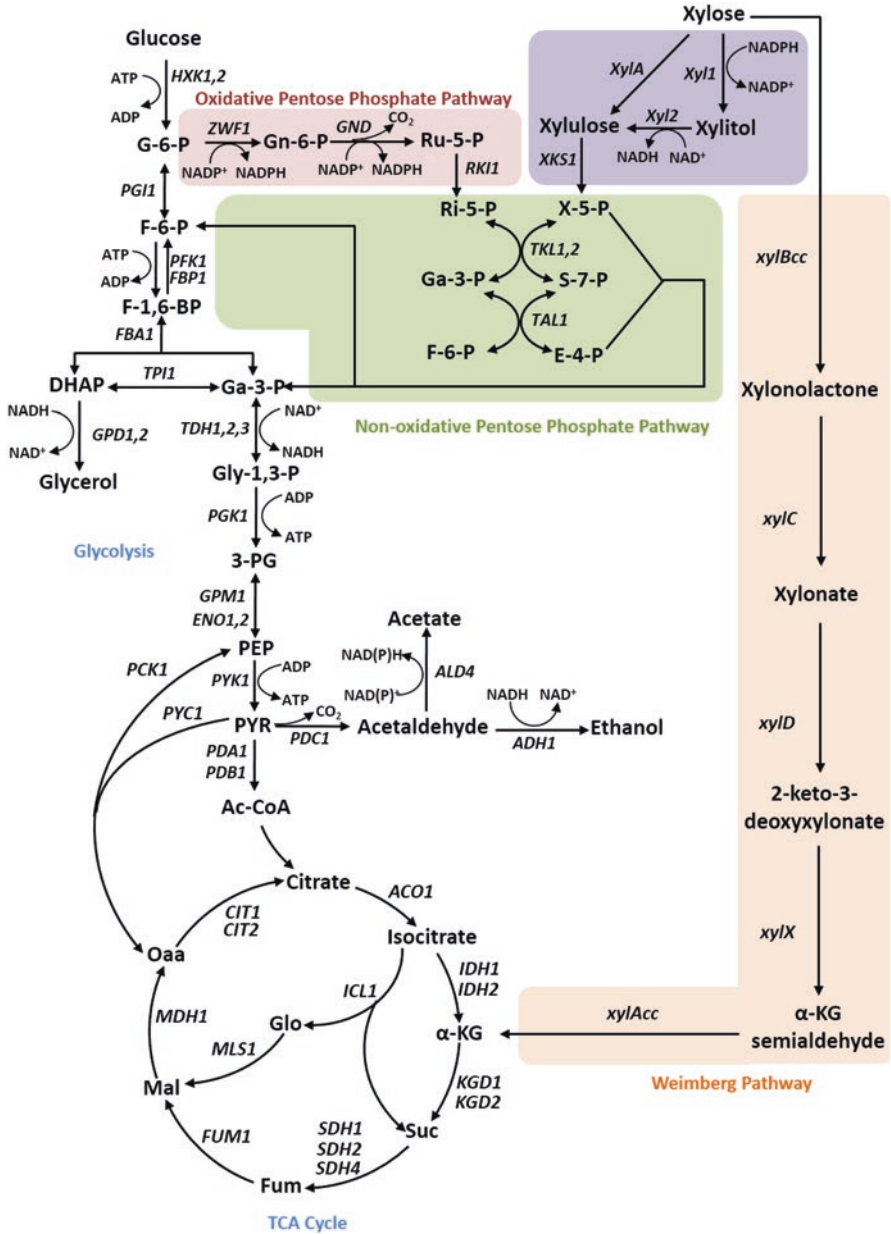 Glucose
ATP
ADP
HXK1,2
Oxidative Pentose Phosphate Pathway
G-6-P
ZWF1
NADP⁺
NADPH
Gn-6-P
GND
CO₂
NADP⁺
NADPH
Ru-5-P
RKI1
PGI1
F-6-P
ATP
ADP
PFK1
FBP1
F-1,6-BP
FBA1
DHAP
TPI1
Ga-3-P
NADH
NAD⁺
GPD1,2
Glycerol
TDH1,2,3
NAD⁺
NADH
Gly-1,3-P
PGK1
ADP
ATP
Glycolysis
3-PG
GPM1
ENO1,2
PEP
PCK1
PYK1
ADP
ATP
PYC1
PYR
CO₂
PDC1
PDA1
PDB1
Acetate
NAD(P)H
NAD(P)⁺
ALD4
Acetaldehyde
NADH
NAD⁺
ADH1
Ethanol
Ac-CoA
Citrate
ACO1
CIT1
CIT2
Isocitrate
Oaa
IDH1
IDH2
ICL1
MDH1
Glo
α-KG
MLS1
Mal
KGD1
KGD2
Suc
SDH1
SDH2
SDH4
FUM1
Fum
TCA Cycle
Xylose
XylA
Xyl1
NADPH
NADP⁺
Xylulose
Xyl2
Xylitol
NADH
NAD⁺
XKS1
Ri-5-P
X-5-P
TKL1,2
Ga-3-P
S-7-P
TAL1
F-6-P
E-4-P
Non-oxidative Pentose Phosphate Pathway
xylBcc
Xylonolactone
xylC
Xylonate
xylD
2-keto-3-
deoxyxylonate
xylX
α-KG
semialdehyde
xylAcc
Weimberg Pathway